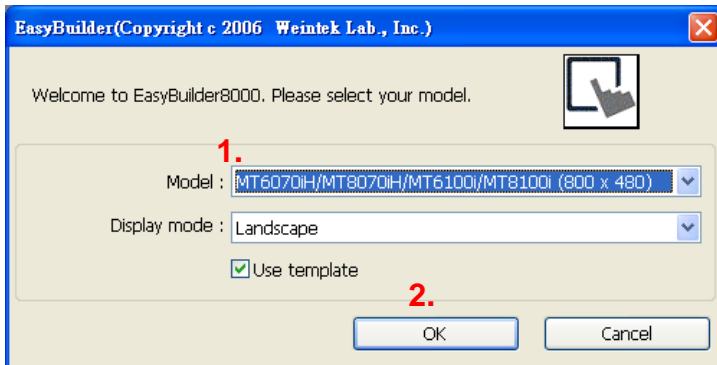 EasyBuilder(Copyright c 2006 Weintek Lab., Inc.)
Welcome to EasyBuilder8000. Please select your model.
1.
Model : MT6070iH/MT8070iH/MT6100i/MT8100i (800 x 480)
Display mode : Landscape
Use template
2.
OK Cancel